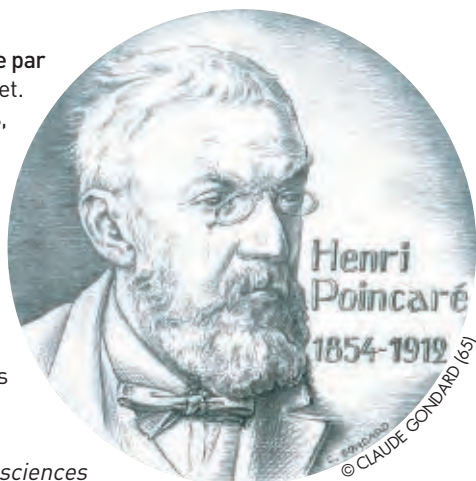 e par
et.
,
s
sciences
Henri
Poincaré
1854-1912
© CLAUDE GONDARD (65)